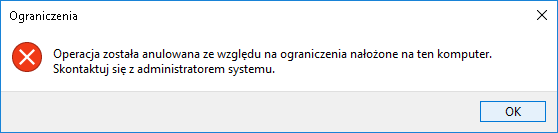 Ograniczenia
Operacja została anulowana ze względu na ograniczenia nałożone na ten komputer.
Skontaktuj się z administratorem systemu.
OK